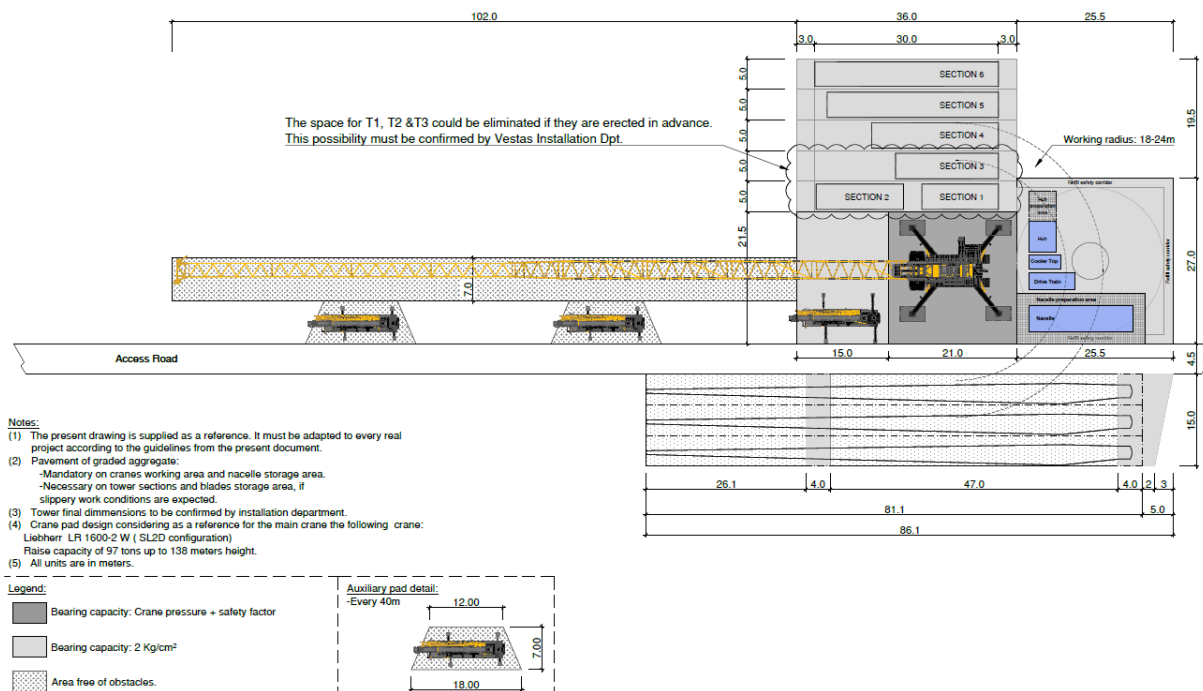 102.0
36.0
25.5
3.0
30.0
3.0
5.0
5.0
5.0
5.0
5.0
21.5
SECTION 6
SECTION 5
SECTION 4
SECTION 3
SECTION 2
SECTION 1
19.5
27.0
4.5
15.0
The space for T1, T2 &T3 could be eliminated if they are erected in advance.
This possibility must be confirmed by Vestas Installation Dpt.
Working radius: 18-24m
Refill safety corridor
Hub
preparation
area
Hub
Cooler Top
Drive Train
Refill safety corridor
Nacelle preparation area
Nacelle
Refill safety corridor
7.0
Access Road
15.0
21.0
25.5
26.1
4.0
47.0
4.0
2
3
81.1
5.0
86.1
Notes:
(1) The present drawing is supplied as a reference. It must be adapted to every real
project according to the guidelines from the present document.
(2) Pavement of graded aggregate:
-Mandatory on cranes working area and nacelle storage area.
-Necessary on tower sections and blades storage area, if
slippery work conditions are expected.
(3) Tower final dimmensions to be confirmed by installation department.
(4) Crane pad design considering as a reference for the main crane the following crane:
Liebherr LR 1600-2 W ( SL2D configuration)
Raise capacity of 97 tons up to 138 meters height.
(5) All units are in meters.
Legend:
Bearing capacity: Crane pressure + safety factor
Bearing capacity: 2 Kg/cm²
Area free of obstacles.
Auxiliary pad detail:
-Every 40m
12.00
7.00
18.00